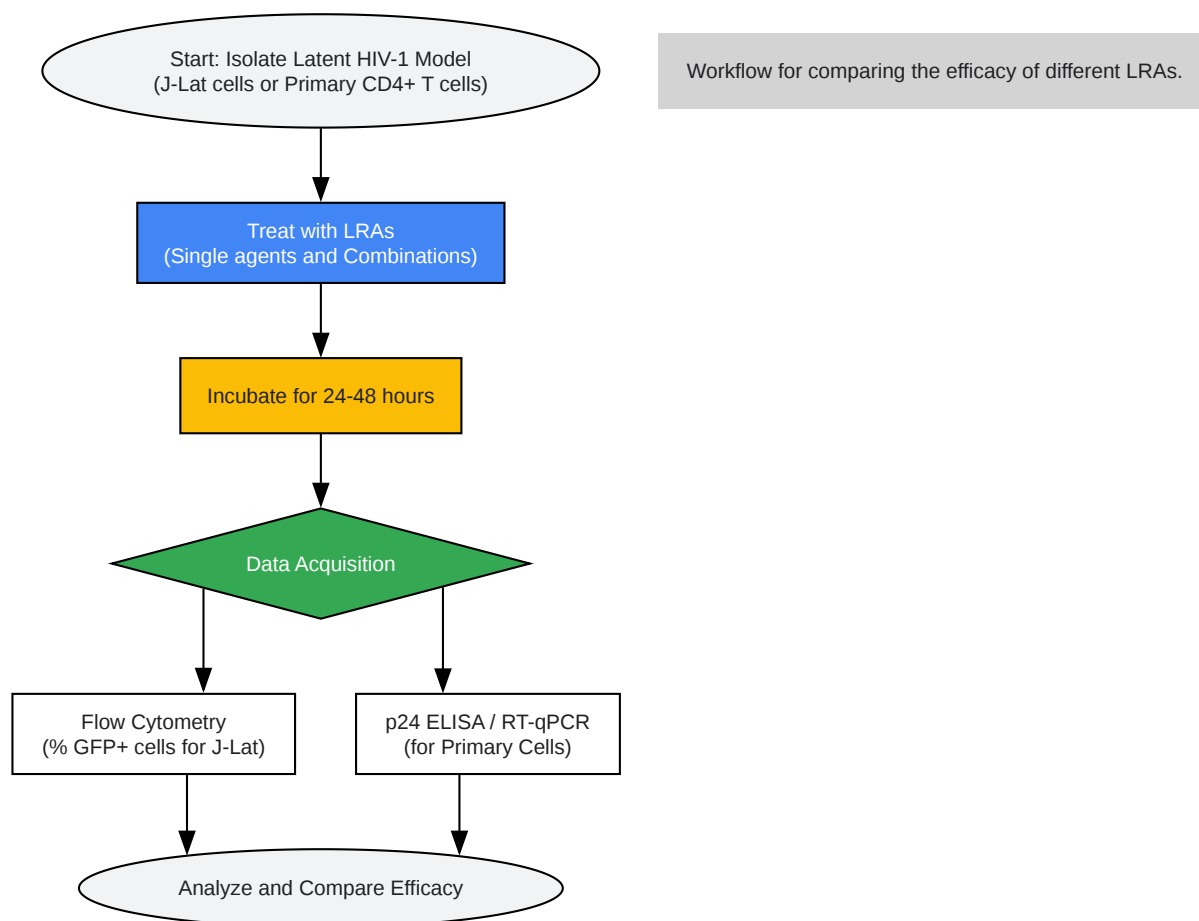 Start: Isolate Latent HIV-1 Model
(J-Lat cells or Primary CD4+ T cells)
Workflow for comparing the efficacy of different LRAs.
Treat with LRAs
(Single agents and Combinations)
Incubate for 24-48 hours
Data Acquisition
Flow Cytometry
(% GFP+ cells for J-Lat)
p24 ELISA / RT-qPCR
(for Primary Cells)
Analyze and Compare Efficacy